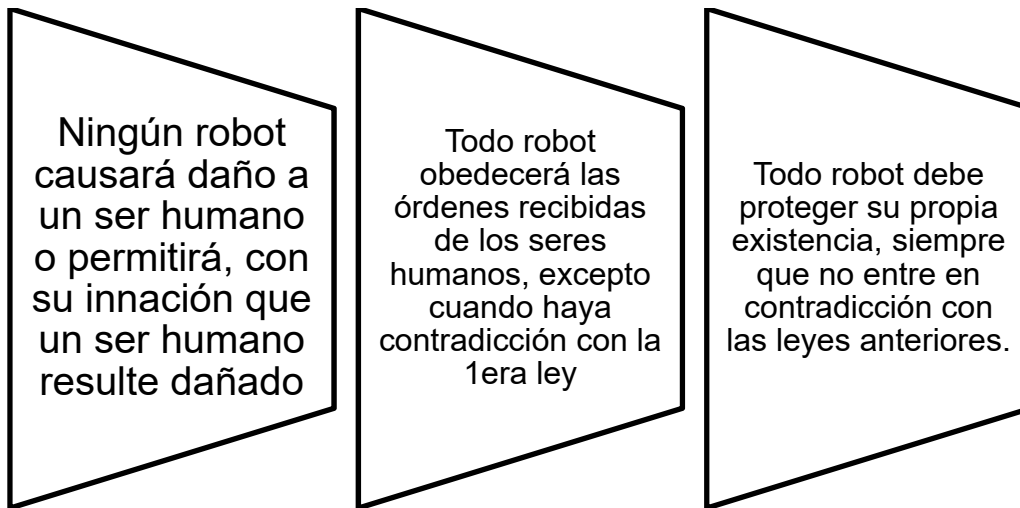 Ningún robot
causará daño a
un ser humano
o permitirá, con
su innación que
un ser humano
resulte dañado
Todo robot
obedecerá las
órdenes recibidas
de los seres
humanos, excepto
cuando haya
contradicción con la
1era ley
Todo robot debe
proteger su propia
existencia, siempre
que no entre en
contradicción con
las leyes anteriores.